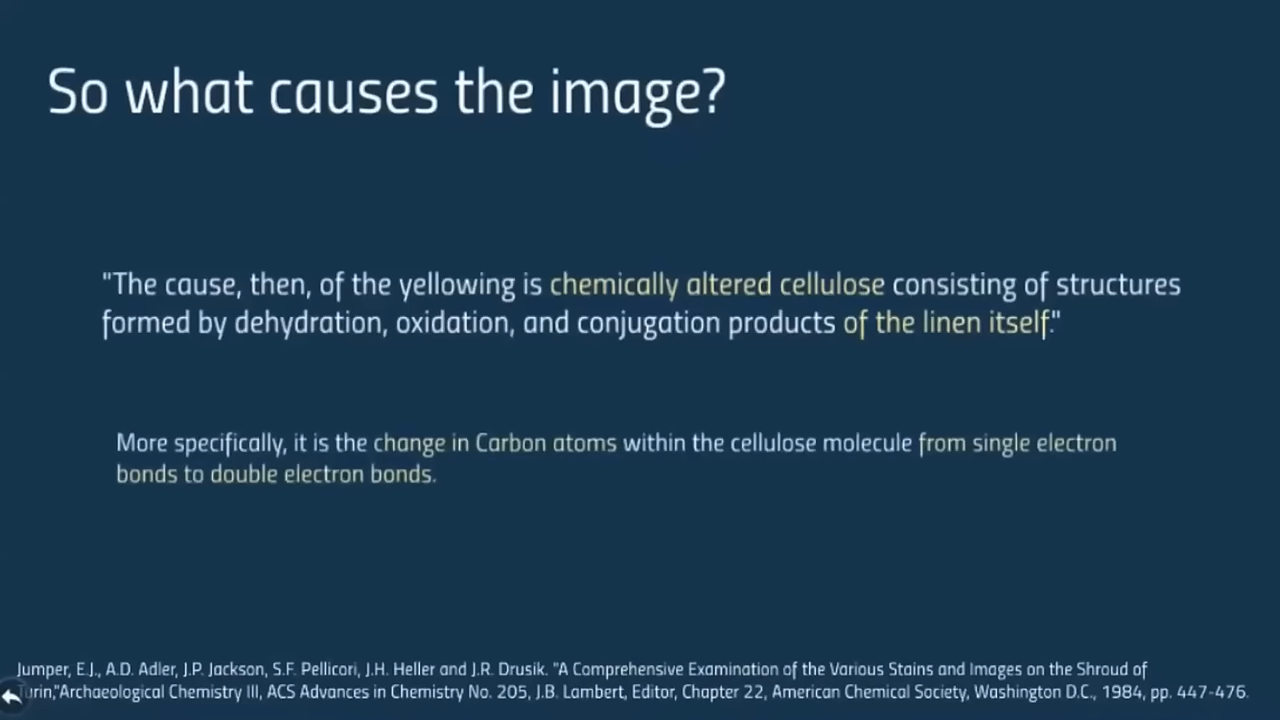 So what causes the image?
"The cause, then, of the yellowing is chemically altered cellulose consisting of structures
formed by dehydration, oxidation, and conjugation products of the linen itself."
More specifically, it is the change in Carbon atoms within the cellulose molecule from single electron
bonds to double electron bonds.
Jumper, E.J., A.D. Adler, J.P. Jackson, S.F. Pellicori, J.H. Heller and J.R. Drusik. "A Comprehensive Examination of the Various Stains and Images on the Shroud of
Turin,"Archaeological Chemistry III, ACS Advances in Chemistry No. 205, J.B. Lambert, Editor, Chapter 22, American Chemical Society, Washington D.C., 1984, pp. 447-476.